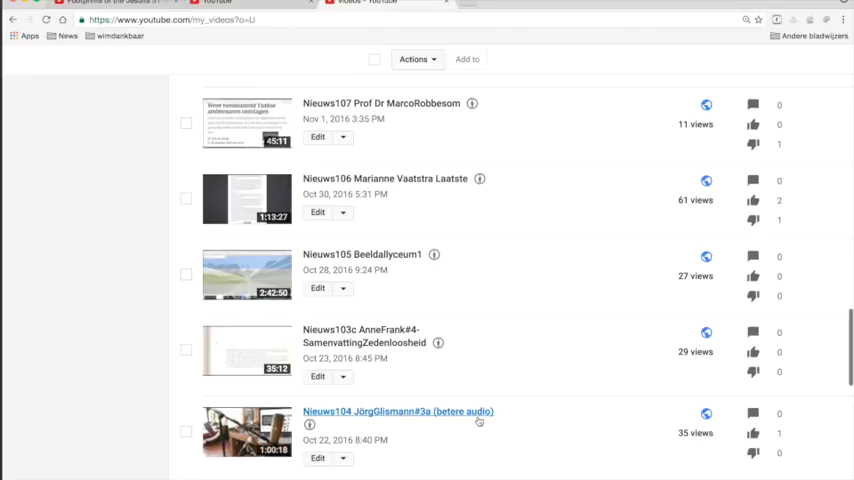 Footprints of the Jesuits 91
YouTube
Videos - YouTube
https://www.youtube.com/my_videos?o=U
Apps
News
wimdankbaar
Andere bladwijzers
Actions
Add to
Nieuws107 Prof Dr MarcoRobbesom
Nov 1, 2016 3:35 PM
Edit
45:11
11 views
0
0
1
Nieuws106 Marianne Vaatstra Laatste
Oct 30, 2016 5:31 PM
Edit
1:13:27
61 views
0
2
1
Nieuws105 Beeldallyceum1
Oct 28, 2016 9:24 PM
Edit
2:42:50
27 views
0
0
0
Nieuws103c AnneFrank#4-
SamenvattingZedenloosheid
Oct 23, 2016 8:45 PM
Edit
35:12
29 views
0
0
0
Nieuws104 JörgGlismann#3a (betere audio)
Oct 22, 2016 8:40 PM
Edit
1:00:18
35 views
0
1
0